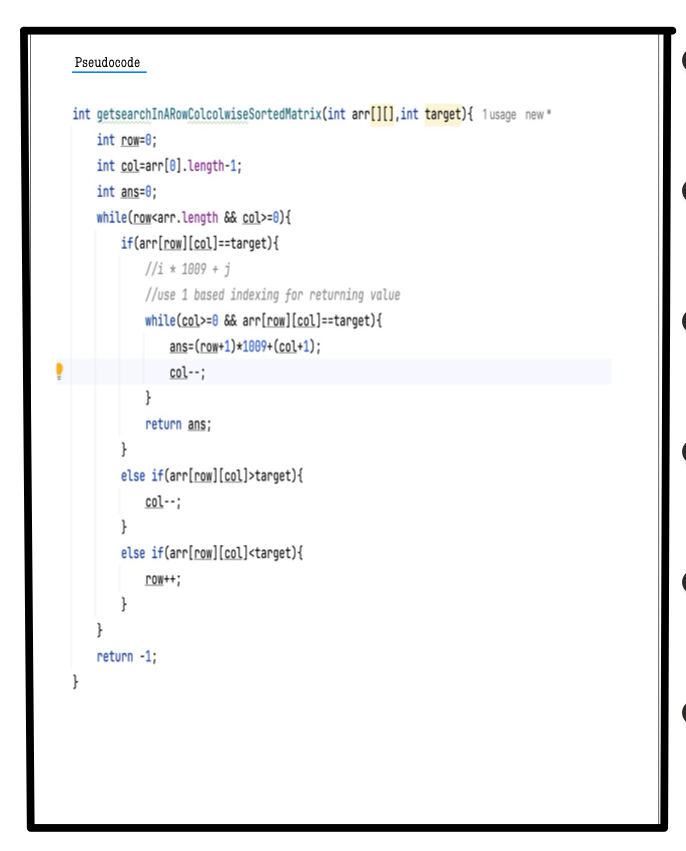 Pseudocode
int getsearchInARowColcolwiseSortedMatrix(int arr[][],int target){ 1 usage new *
int row=0;
int col=arr[0].length-1;
int ans=0;
while(row<arr.length && col>=0){
if(arr[row][col]==target){
//i * 1009 + j
//use 1 based indexing for returning value
while(col>=0 && arr[row][col]==target){
ans=(row+1)*1009+(col+1);
col--;
}
return ans;
}
else if(arr[row][col]>target){
col--;
}
else if(arr[row][col]<target){
row++;
}
}
return -1;
}